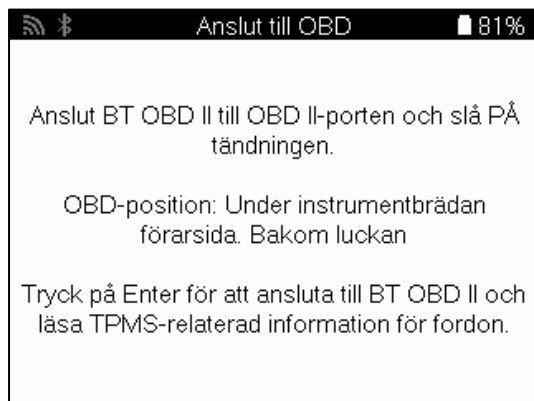 Anslut till OBD 81%
Anslut BT OBD II till OBD II-porten och slå PÅ
tändningen.
OBD-position: Under instrumentbrädan
förarsida. Bakom luckan
Tryck på Enter för att ansluta till BT OBD II och
läsa TPMS-relaterad information för fordon.